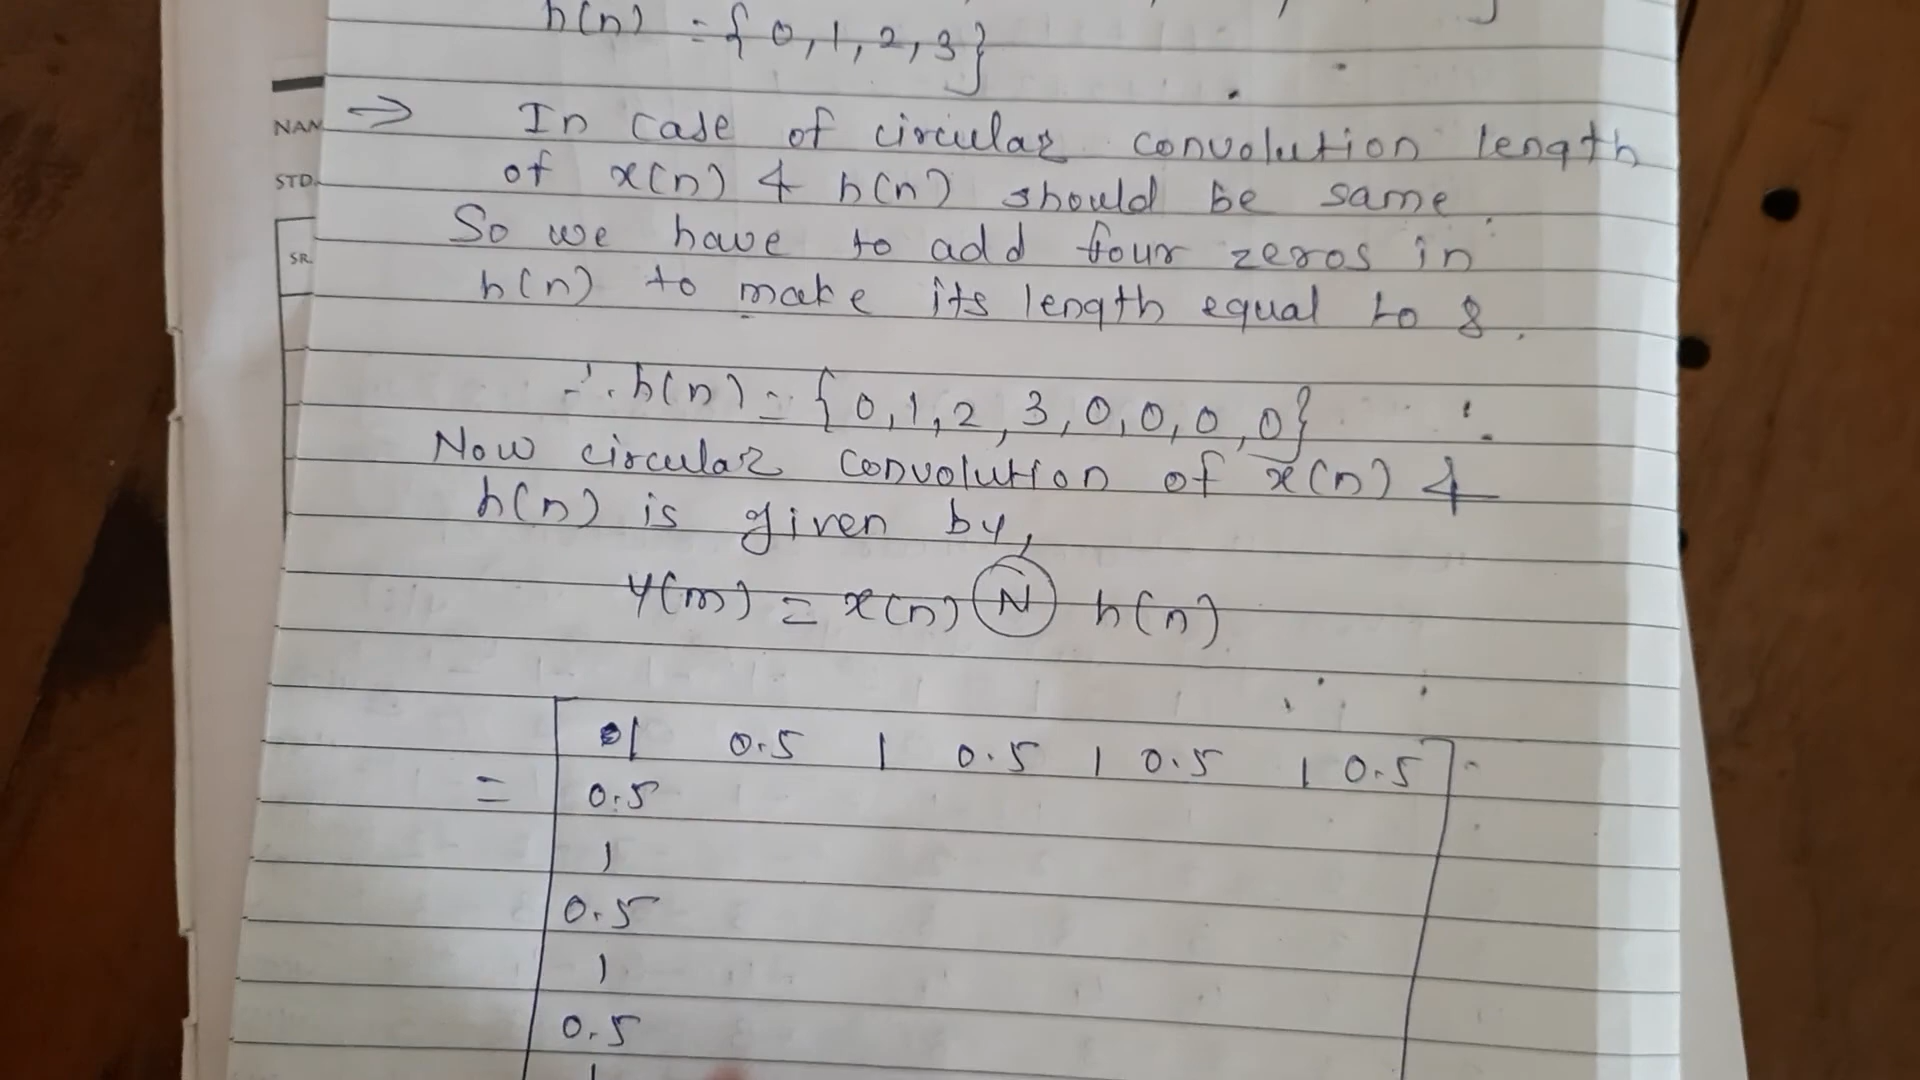 h(n) = { 0, 1, 2, 3 }
NAM
STD.
SR.
⇒ In case of circular convolution length
of x(n) & h(n) should be same.
So we have to add four zeros in
h(n) to make its length equal to 8.
∴ h(n) = { 0, 1, 2, 3, 0, 0, 0, 0 }
Now circular convolution of x(n) &
h(n) is given by,
y(m) = x(n) Ⓝ h(n)
1 0.5 1 0.5 1 0.5 1 0.5
= 0.5
1
0.5
1
0.5
1